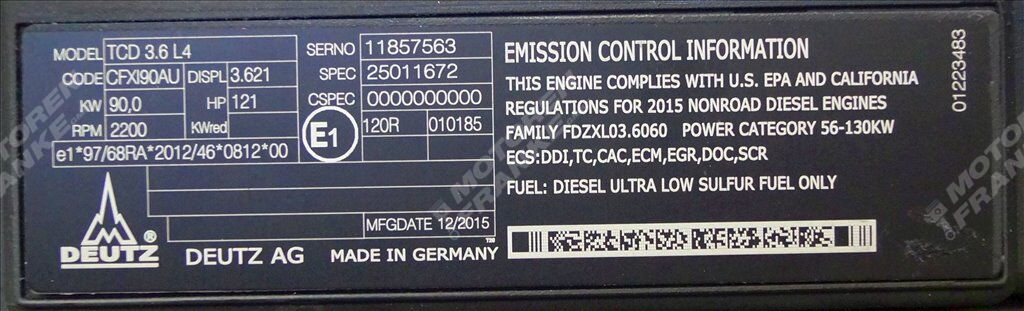 MODEL TCD 3.6 L4
CODE CFXI90AU DISPL 3.621
KW 90,0 HP 121
RPM 2200 KWred
e1*97/68RA*2012/46*0812*00
DEUTZ ®
DEUTZ AG
SERNO 11857563
SPEC 25011672
CSPEC 0000000000
E1 120R 010185
MFGDATE 12/2015
MADE IN GERMANY
EMISSION CONTROL INFORMATION
THIS ENGINE COMPLIES WITH U.S. EPA AND CALIFORNIA
REGULATIONS FOR 2015 NONROAD DIESEL ENGINES
FAMILY FDZXL03.6060 POWER CATEGORY 56-130KW
ECS:DDI,TC,CAC,ECM,EGR,DOC,SCR
FUEL: DIESEL ULTRA LOW SULFUR FUEL ONLY
01223483
MOTOREN
FRANKE